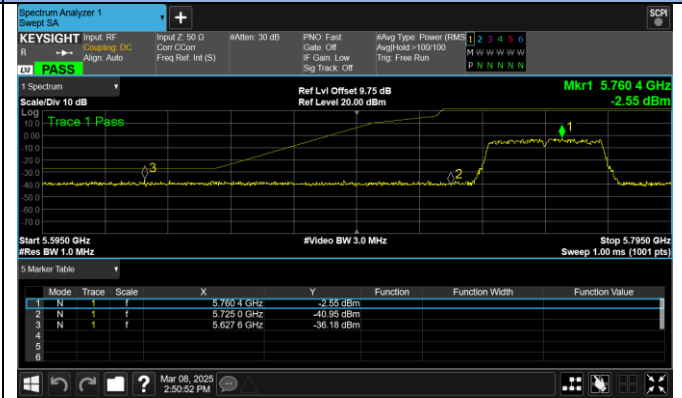 Spectrum Analyzer 1
Swept SA
+
SCPI
KEYSIGHT Input: RF Input Z: 50 Ω #Atten: 30 dB PNO: Fast #Avg Type: Power (RMS 1 2 3 4 5 6
R Coupling: DC Corr CCorr Gate: Off Avg|Hold:>100/100 M W W W W W
Align: Auto Freq Ref: Int (S) IF Gain: Low Trig: Free Run
LXI PASS Sig Track: Off P N N N N N
1 Spectrum Ref Lvl Offset 9.75 dB Mkr1 5.760 4 GHz
Scale/Div 10 dB Ref Level 20.00 dBm -2.55 dBm
Log
Trace 1 Pass
10.0
0.00
-10.0
-20.0
-30.0
-40.0
-50.0
-60.0
-70.0
1
2
3
Start 5.5950 GHz #Video BW 3.0 MHz Stop 5.7950 GHz
#Res BW 1.0 MHz Sweep 1.00 ms (1001 pts)
5 Marker Table
Mode Trace Scale X Y Function Function Width Function Value
1 N 1 f 5.760 4 GHz -2.55 dBm
2 N 1 f 5.725 0 GHz -40.95 dBm
3 N 1 f 5.627 6 GHz -36.18 dBm
4
5
6
? Mar 08, 2025
2:50:52 PM